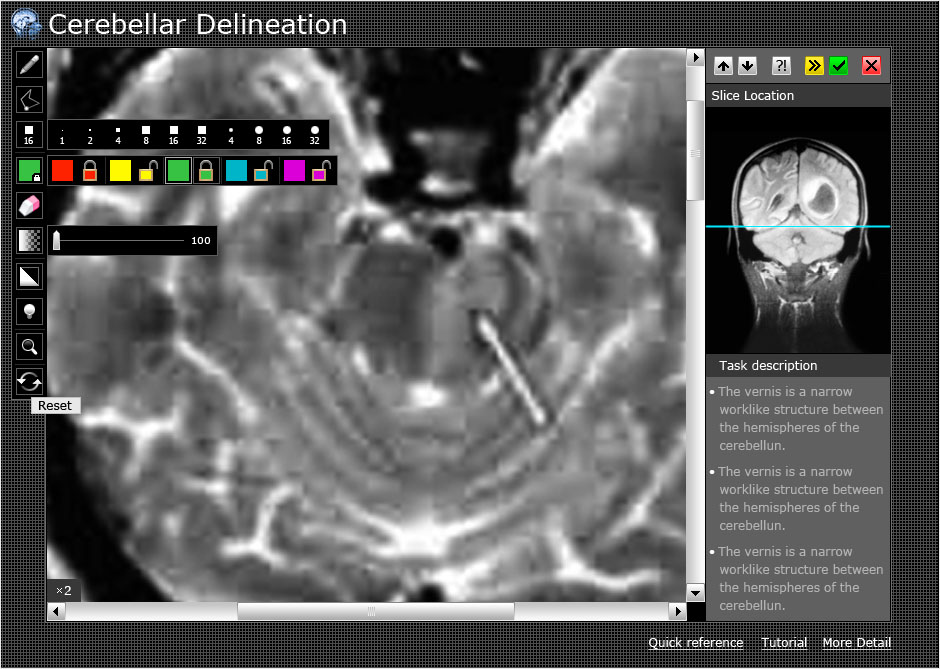 Cerebellar Delineation
?!
Slice Location
16 1 2 4 8 16 32 4 8 16 32
100
Reset
Task description
• The vernis is a narrow
worklike structure between
the hemispheres of the
cerebellun.
• The vernis is a narrow
worklike structure between
the hemispheres of the
cerebellun.
• The vernis is a narrow
worklike structure between
the hemispheres of the
cerebellun.
×2
Quick reference Tutorial More Detail